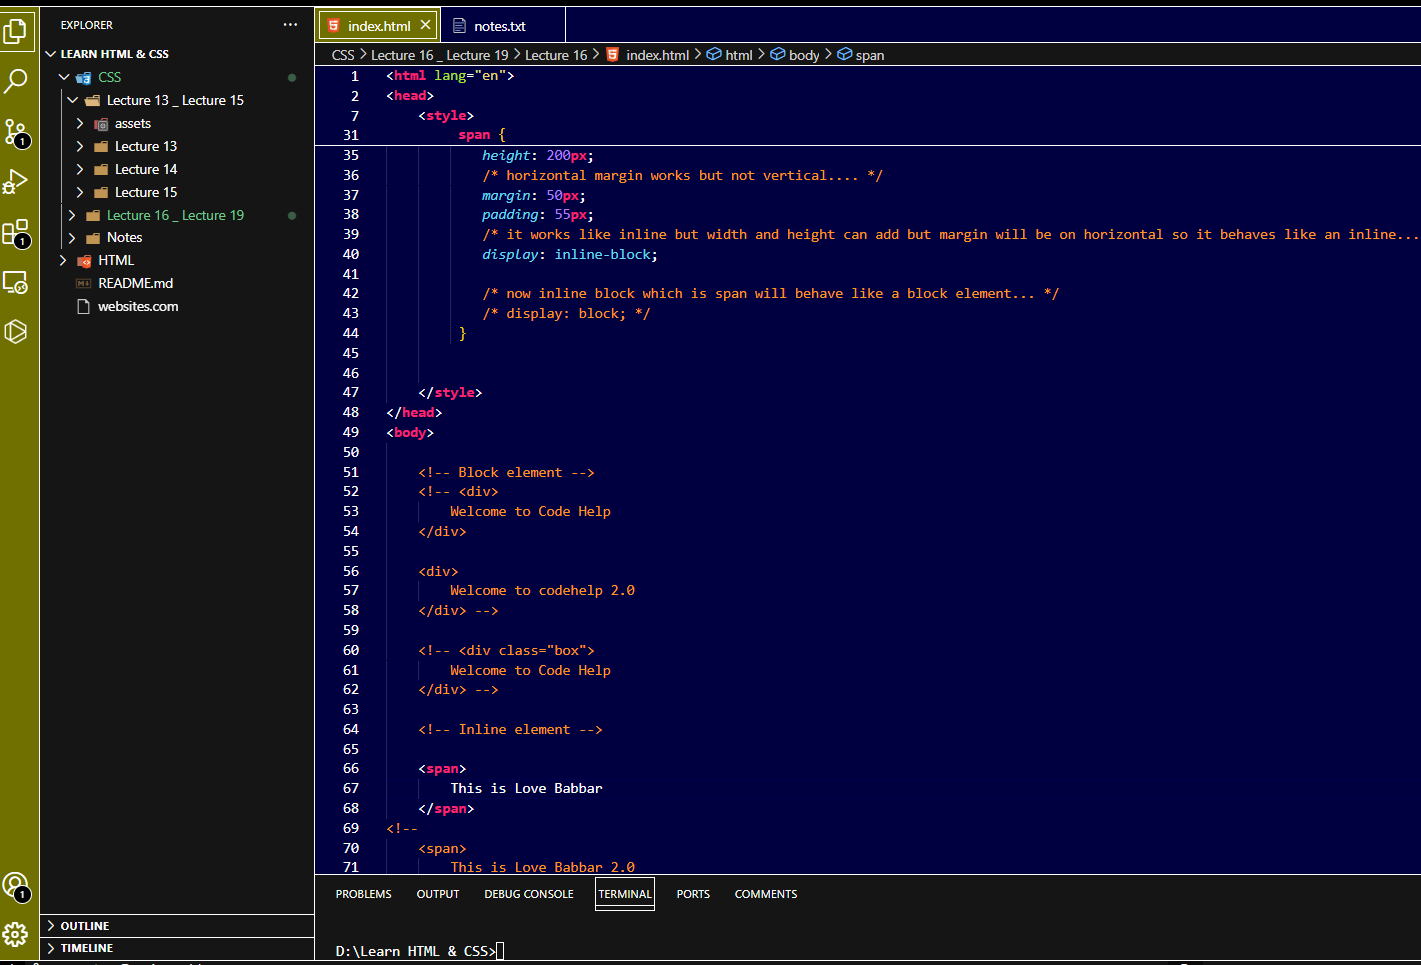 EXPLORER
LEARN HTML & CSS
CSS
Lecture 13 _ Lecture 15
assets
Lecture 13
Lecture 14
Lecture 15
Lecture 16 _ Lecture 19
Notes
HTML
README.md
websites.com
OUTLINE
TIMELINE
1
1
1
index.html
notes.txt
CSS > Lecture 16 _ Lecture 19 > Lecture 16 > index.html > html > body > span
1 <html lang="en">
2 <head>
7 <style>
31 span {
35 height: 200px;
36 /* horizontal margin works but not vertical.... */
37 margin: 50px;
38 padding: 55px;
39 /* it works like inline but width and height can add but margin will be on horizontal so it behaves like an inline...
40 display: inline-block;
41
42 /* now inline block which is span will behave like a block element... */
43 /* display: block; */
44 }
45
46
47 </style>
48 </head>
49 <body>
50
51 <!-- Block element -->
52 <!-- <div>
53 Welcome to Code Help
54 </div>
55
56 <div>
57 Welcome to codehelp 2.0
58 </div> -->
59
60 <!-- <div class="box">
61 Welcome to Code Help
62 </div> -->
63
64 <!-- Inline element -->
65
66 <span>
67 This is Love Babbar
68 </span>
69 <!--
70 <span>
71 This is Love Babbar 2.0
PROBLEMS OUTPUT DEBUG CONSOLE TERMINAL PORTS COMMENTS
D:\Learn HTML & CSS>